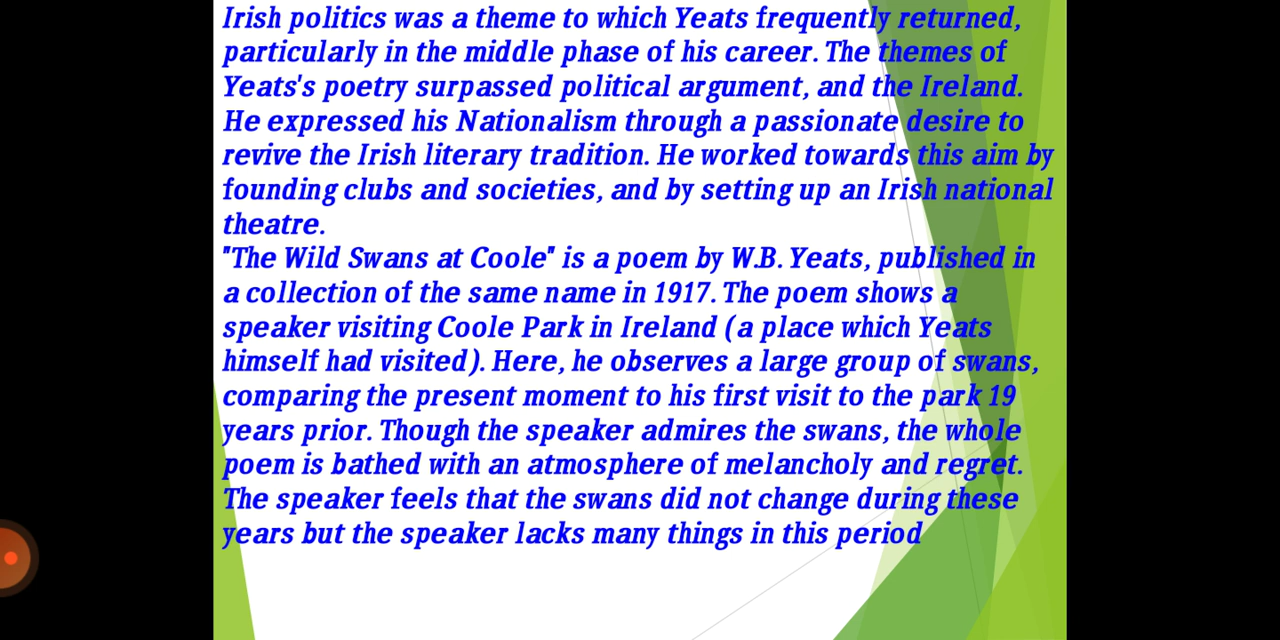 Irish politics was a theme to which Yeats frequently returned,
particularly in the middle phase of his career. The themes of
Yeats's poetry surpassed political argument, and the Ireland.
He expressed his Nationalism through a passionate desire to
revive the Irish literary tradition. He worked towards this aim by
founding clubs and societies, and by setting up an Irish national
theatre.
"The Wild Swans at Coole" is a poem by W.B. Yeats, published in
a collection of the same name in 1917. The poem shows a
speaker visiting Coole Park in Ireland (a place which Yeats
himself had visited). Here, he observes a large group of swans,
comparing the present moment to his first visit to the park 19
years prior. Though the speaker admires the swans, the whole
poem is bathed with an atmosphere of melancholy and regret.
The speaker feels that the swans did not change during these
years but the speaker lacks many things in this period